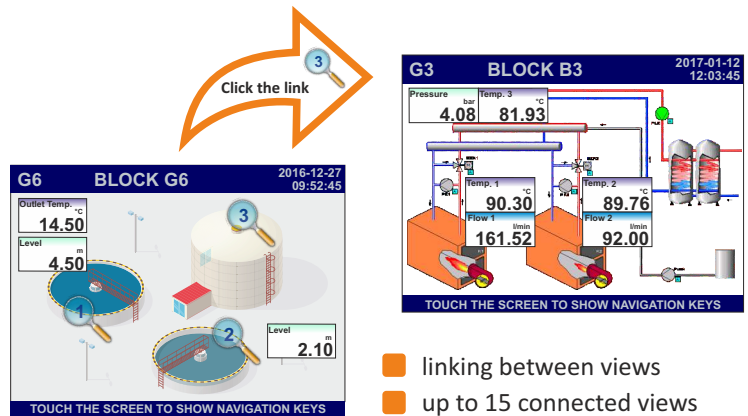 3
Click the link
G3 BLOCK B3 2017-01-12
12:03:45
Pressure
bar
4.08
Temp. 3
°C
81.93
Temp. 1
°C
90.30
Flow 1
l/min
161.52
Temp. 2
°C
89.76
Flow 2
l/min
92.00
TOUCH THE SCREEN TO SHOW NAVIGATION KEYS
G6 BLOCK G6 2016-12-27
09:52:45
Outlet Temp.
°C
14.50
Level
m
4.50
3
1
2
Level
m
2.10
TOUCH THE SCREEN TO SHOW NAVIGATION KEYS
linking between views
up to 15 connected views